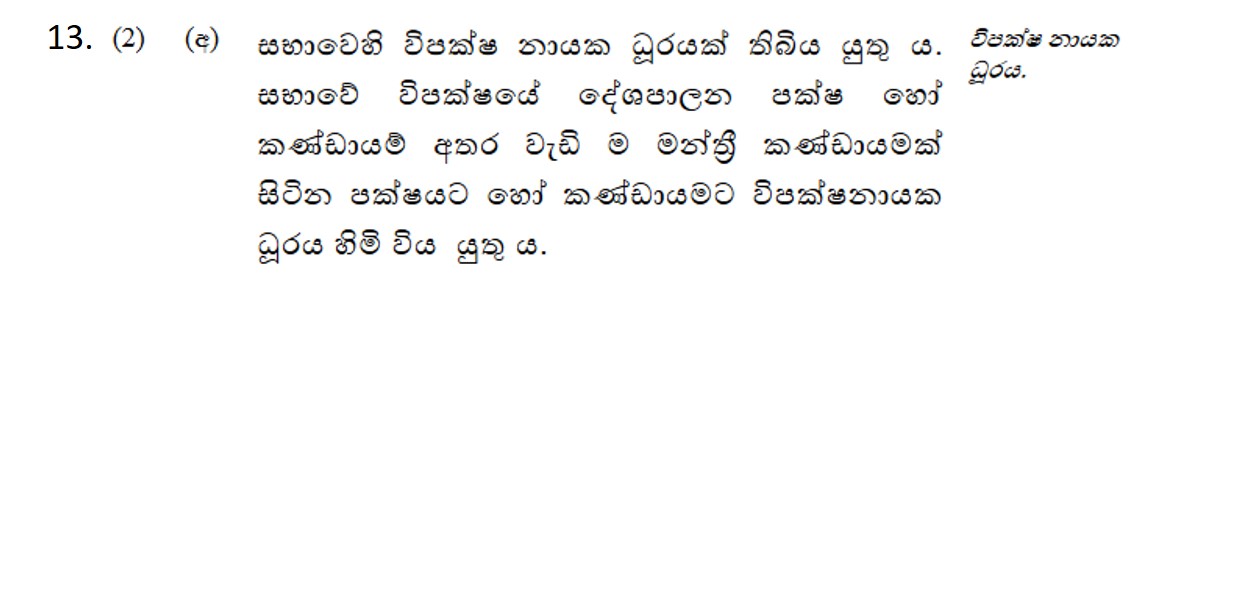 13. (2) (අ) සභාවෙහි විපක්ෂ නායක ධූරයක් තිබිය යුතු ය. විපක්ෂ නායක
ධූරය.
සභාවේ විපක්ෂයේ දේශපාලන පක්ෂ හෝ
කණ්ඩායම් අතර වැඩි ම මන්ත්‍රී කණ්ඩායමක්
සිටින පක්ෂයට හෝ කණ්ඩායමට විපක්ෂනායක
ධූරය හිමි විය යුතු ය.